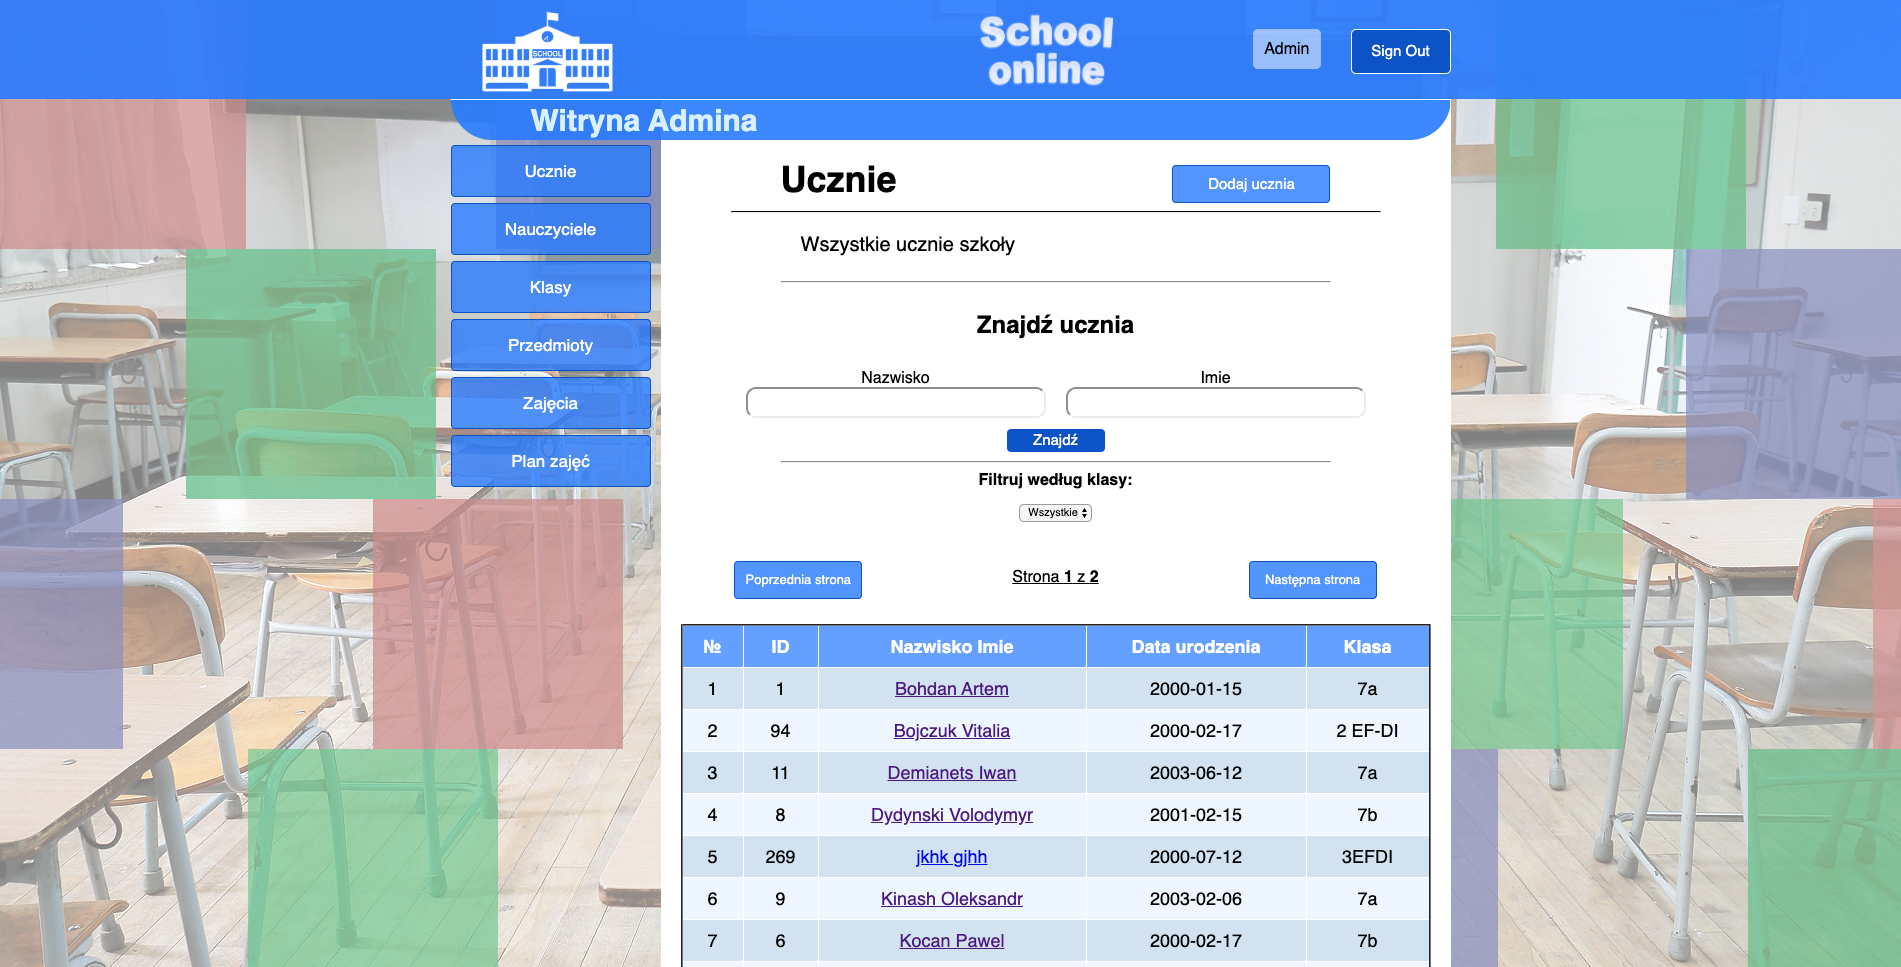 SCHOOL
School
online
Admin
Sign Out
Witryna Admina
Ucznie
Nauczyciele
Klasy
Przedmioty
Zajęcia
Plan zajęć
Ucznie
Dodaj ucznia
Wszystkie ucznie szkoły
Znajdź ucznia
Nazwisko Imie
Znajdź
Filtruj według klasy:
Wszystkie
Poprzednia strona Strona 1 z 2 Następna strona
№ ID Nazwisko Imie Data urodzenia Klasa
1 1 Bohdan Artem 2000-01-15 7a
2 94 Bojczuk Vitalia 2000-02-17 2 EF-DI
3 11 Demianets Iwan 2003-06-12 7a
4 8 Dydynski Volodymyr 2001-02-15 7b
5 269 jkhk gjhh 2000-07-12 3EFDI
6 9 Kinash Oleksandr 2003-02-06 7a
7 6 Kocan Pawel 2000-02-17 7b